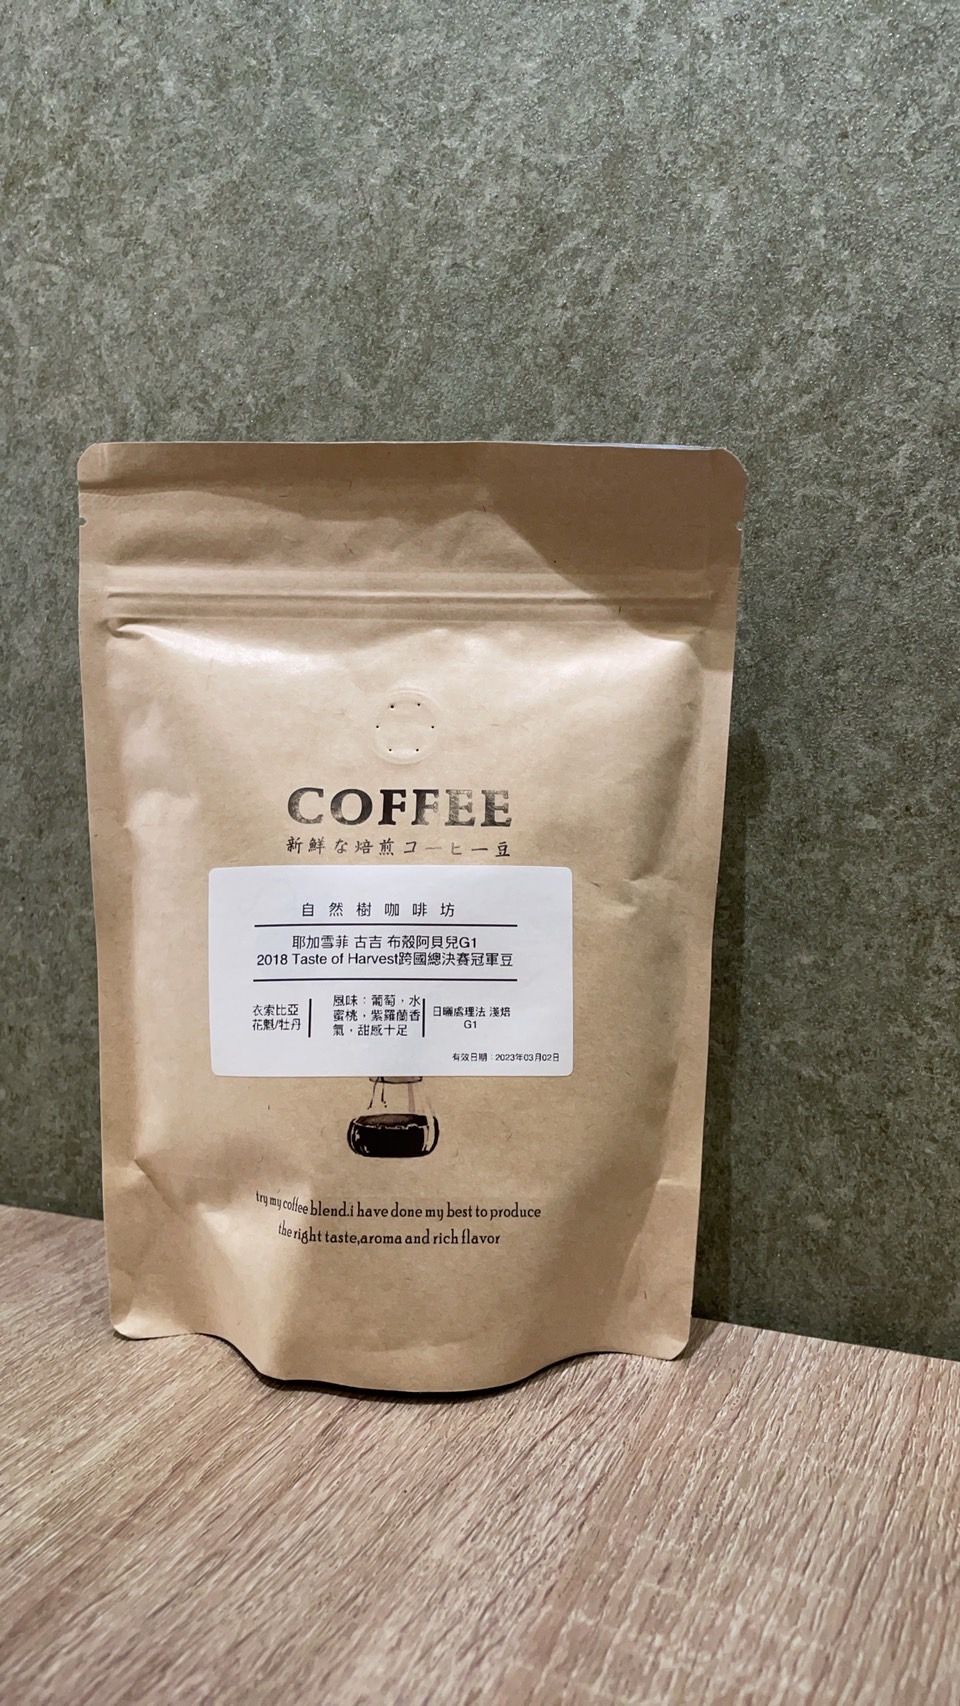 COFFEE
新鮮な焙煎コーヒー豆
自然樹咖啡坊
耶加雪菲 古吉 布穀阿貝兒G1
2018 Taste of Harvest跨國總決賽冠軍豆
衣索比亞
花魁/牡丹
風味：葡萄，水
蜜桃，紫羅蘭香
氣，甜感十足
日曬處理法 淺焙
G1
有效日期：2023年03月02日
try my coffee blend.i have done my best to produce
the right taste,aroma and rich flavor